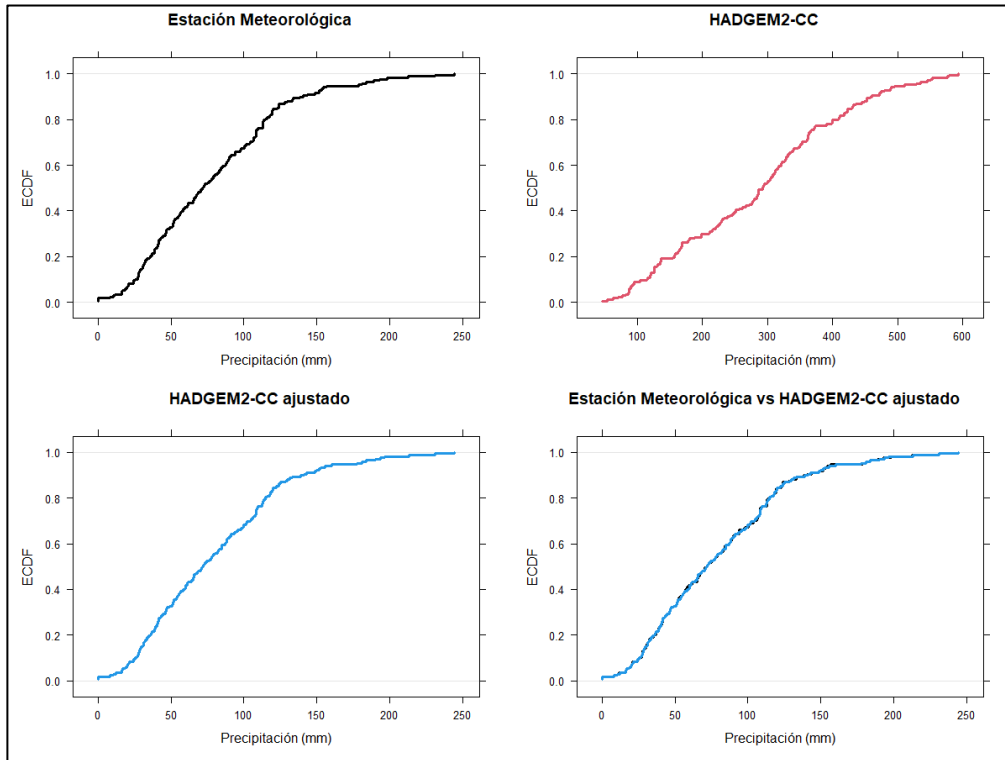 Estación Meteorológica
ECDF
1.0
0.8
0.6
0.4
0.2
0.0
0 50 100 150 200 250
Precipitación (mm)
HADGEM2-CC
ECDF
1.0
0.8
0.6
0.4
0.2
0.0
100 200 300 400 500 600
Precipitación (mm)
HADGEM2-CC ajustado
ECDF
1.0
0.8
0.6
0.4
0.2
0.0
0 50 100 150 200 250
Precipitación (mm)
Estación Meteorológica vs HADGEM2-CC ajustado
ECDF
1.0
0.8
0.6
0.4
0.2
0.0
0 50 100 150 200 250
Precipitación (mm)